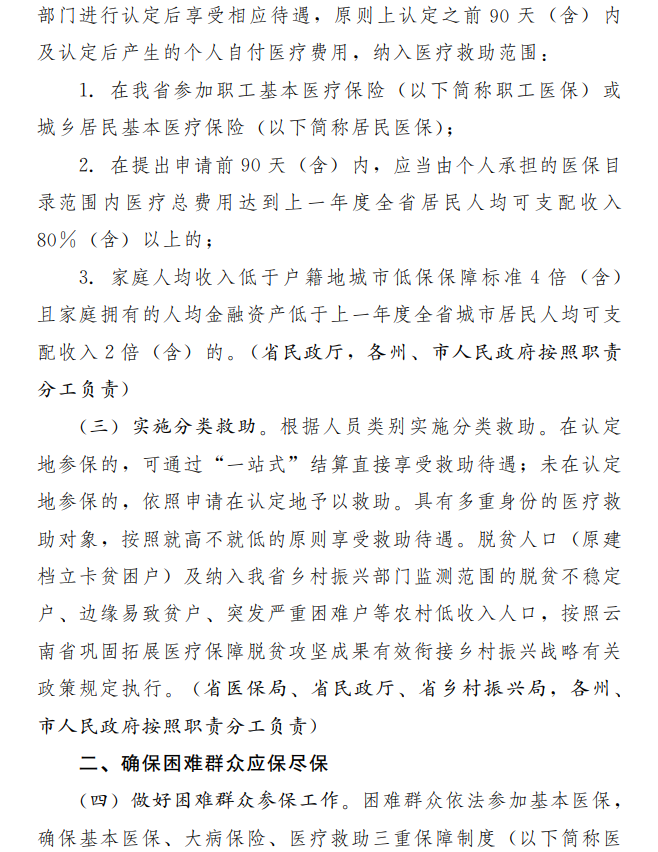 部门进行认定后享受相应待遇，原则上认定之前 90 天（含）内
及认定后产生的个人自付医疗费用，纳入医疗救助范围：
1. 在我省参加职工基本医疗保险（以下简称职工医保）或
城乡居民基本医疗保险（以下简称居民医保）；
2. 在提出申请前 90 天（含）内，应当由个人承担的医保目
录范围内医疗总费用达到上一年度全省居民人均可支配收入
80％（含）以上的；
3. 家庭人均收入低于户籍地城市低保保障标准 4 倍（含）
且家庭拥有的人均金融资产低于上一年度全省城市居民人均可支
配收入 2 倍（含）的。（省民政厅，各州、市人民政府按照职责
分工负责）
（三）实施分类救助。根据人员类别实施分类救助。在认定
地参保的，可通过“一站式”结算直接享受救助待遇；未在认定
地参保的，依照申请在认定地予以救助。具有多重身份的医疗救
助对象，按照就高不就低的原则享受救助待遇。脱贫人口（原建
档立卡贫困户）及纳入我省乡村振兴部门监测范围的脱贫不稳定
户、边缘易致贫户、突发严重困难户等农村低收入人口，按照云
南省巩固拓展医疗保障脱贫攻坚成果有效衔接乡村振兴战略有关
政策规定执行。（省医保局、省民政厅、省乡村振兴局，各州、
市人民政府按照职责分工负责）
二、确保困难群众应保尽保
（四）做好困难群众参保工作。困难群众依法参加基本医保，
确保基本医保、大病保险、医疗救助三重保障制度（以下简称医